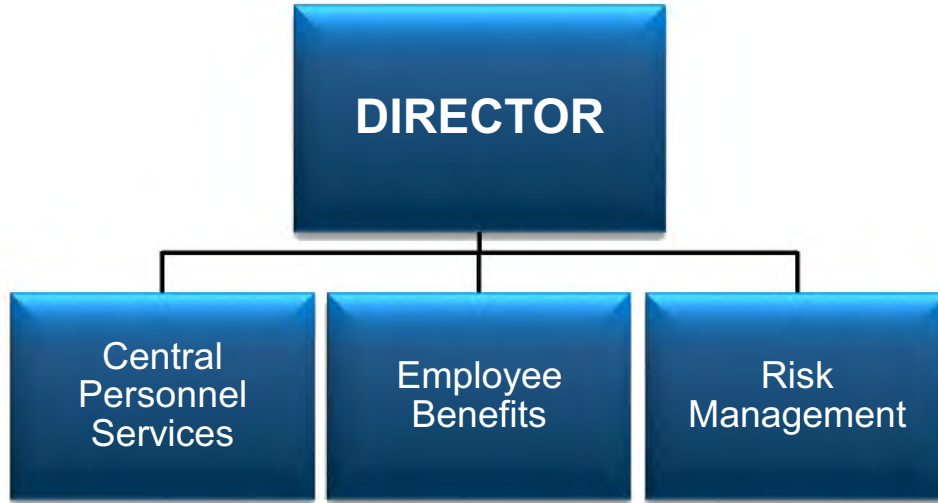 DIRECTOR
Central
Personnel
Services
Employee
Benefits
Risk
Management